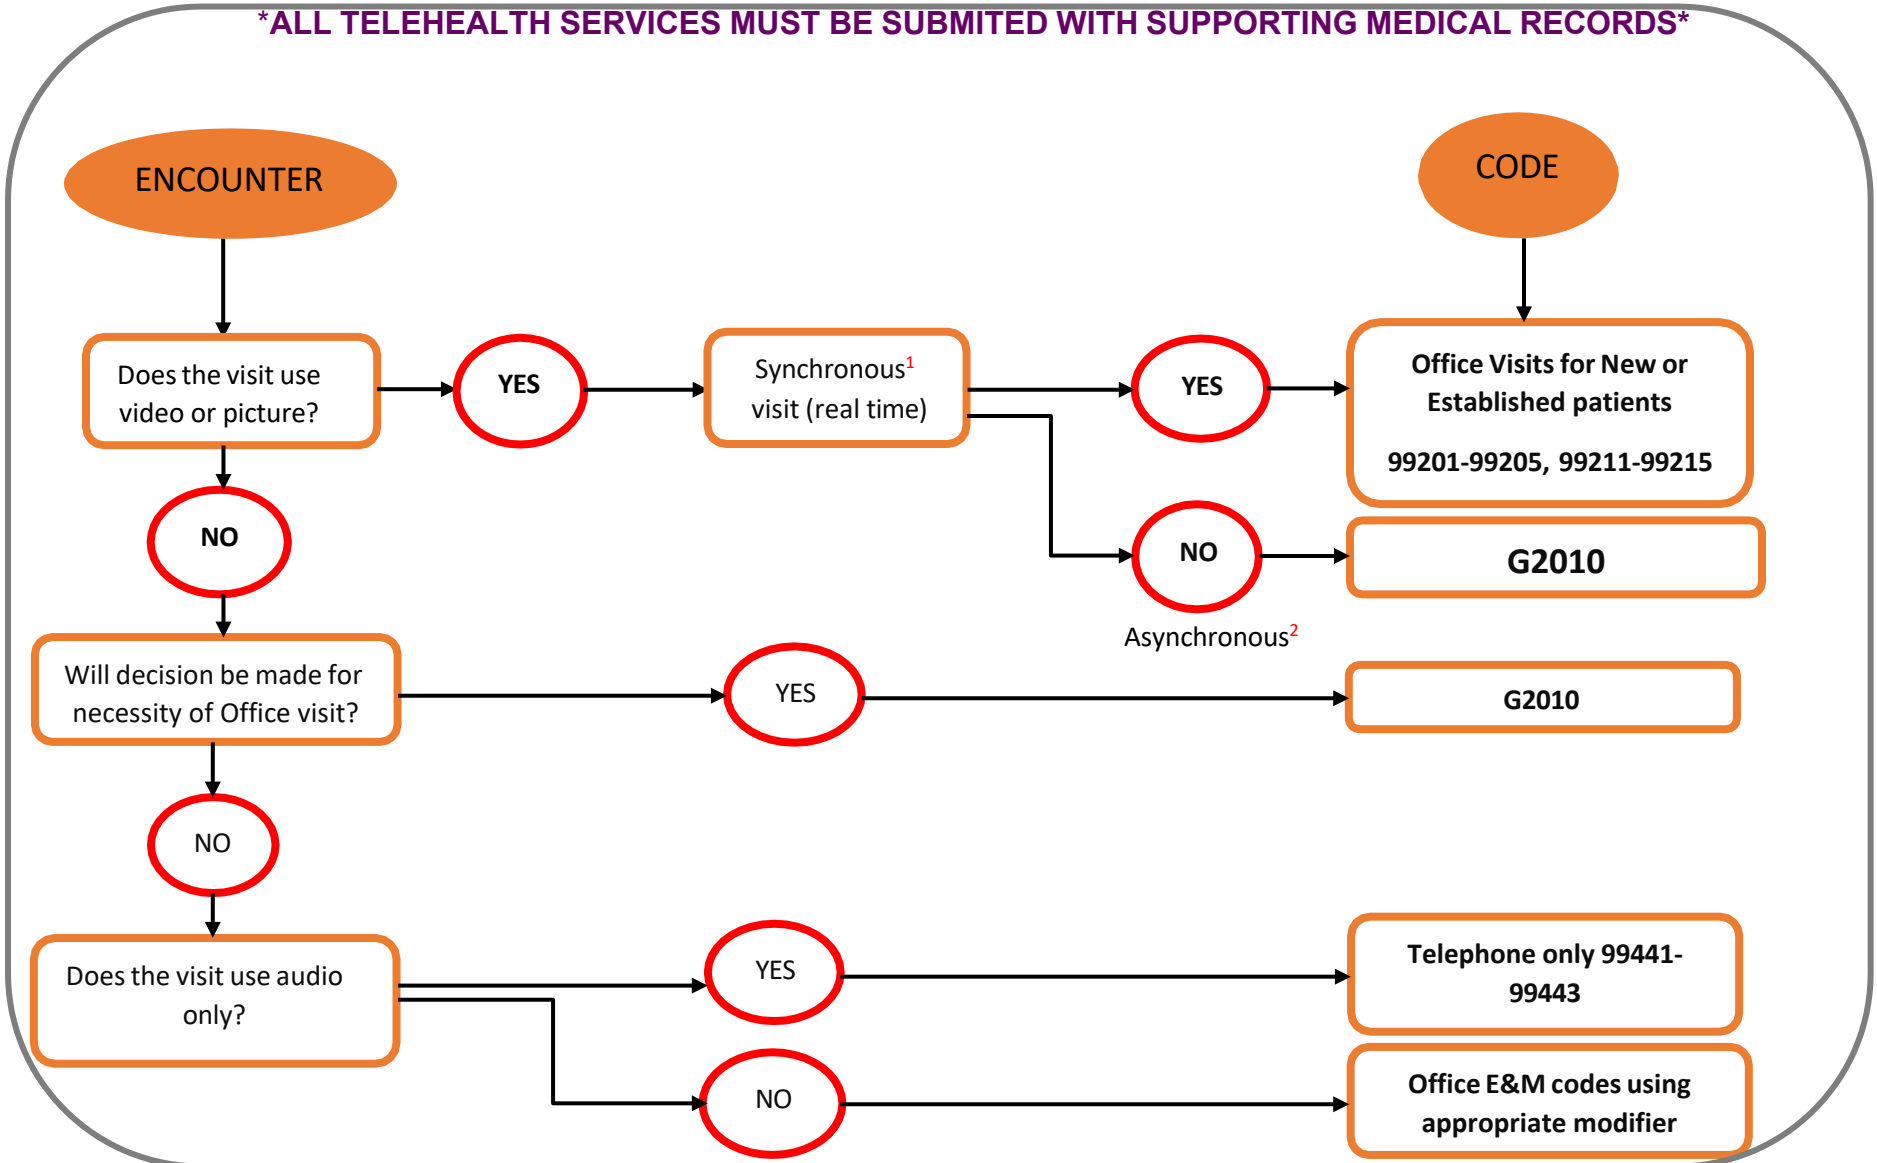 *ALL TELEHEALTH SERVICES MUST BE SUBMITED WITH SUPPORTING MEDICAL RECORDS*
ENCOUNTER
CODE
Does the visit use
video or picture?
YES
Synchronous1
visit (real time)
YES
Office Visits for New or
Established patients
99201-99205, 99211-99215
NO
NO
G2010
Asynchronous2
Will decision be made for
necessity of Office visit?
YES
G2010
NO
Does the visit use audio
only?
YES
Telephone only 99441-
99443
NO
Office E&M codes using
appropriate modifier